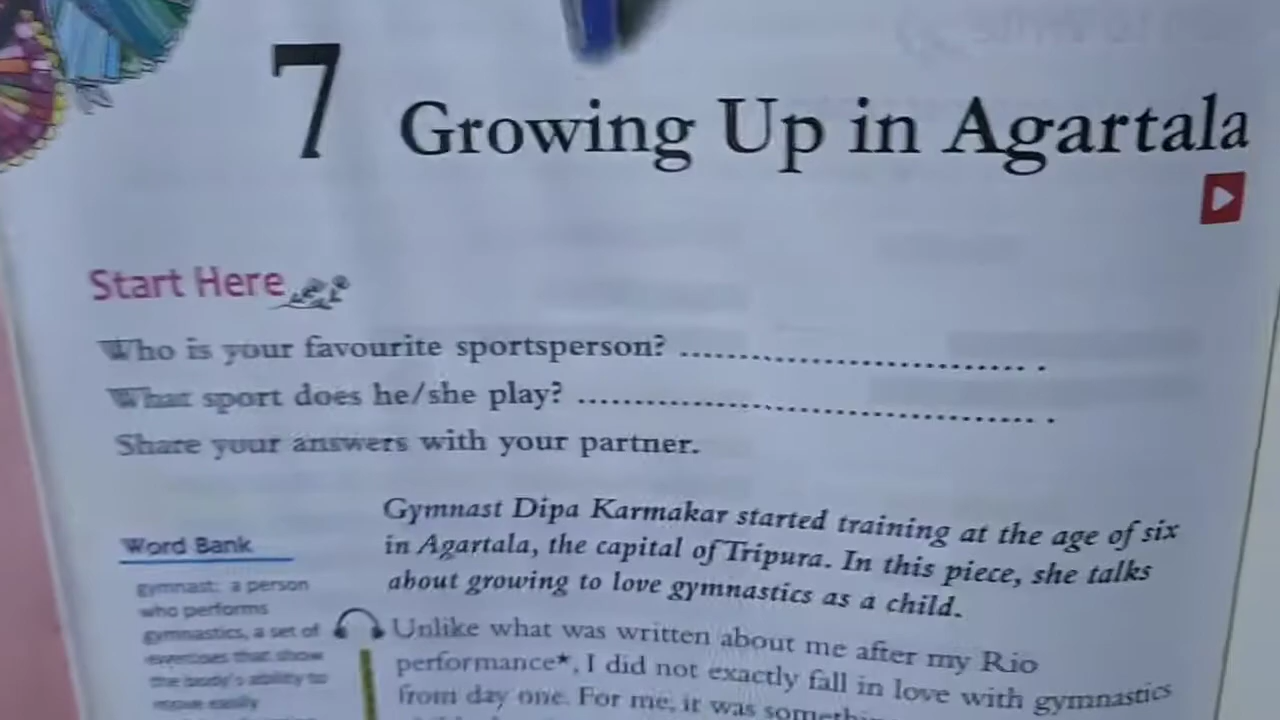 7 Growing Up in Agartala
Start Here
Who is your favourite sportsperson? ........................................ .
What sport does he/she play? ................................................... .
Share your answers with your partner.
Gymnast Dipa Karmakar started training at the age of six
in Agartala, the capital of Tripura. In this piece, she talks
about growing to love gymnastics as a child.
Word Bank
gymnast: a person
who performs
gymnastics, a set of
exercises that show
the body's ability to
move easily
Unlike what was written about me after my Rio
performance*, I did not exactly fall in love with gymnastics
from day one. For me, it was